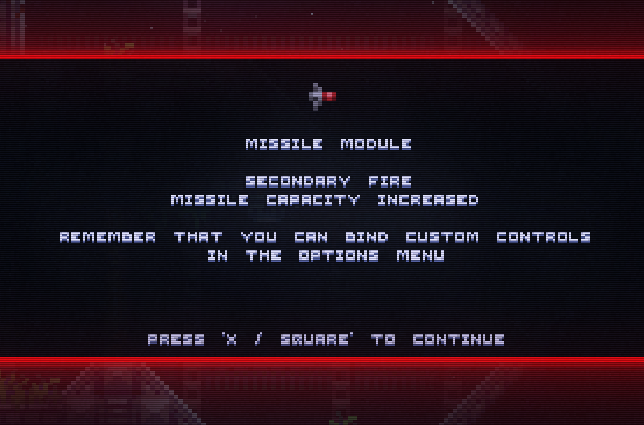 MISSILE MODULE
SECONDARY FIRE
MISSILE CAPACITY INCREASED
REMEMBER THAT YOU CAN BIND CUSTOM CONTROLS
IN THE OPTIONS MENU
PRESS 'X / SQUARE' TO CONTINUE